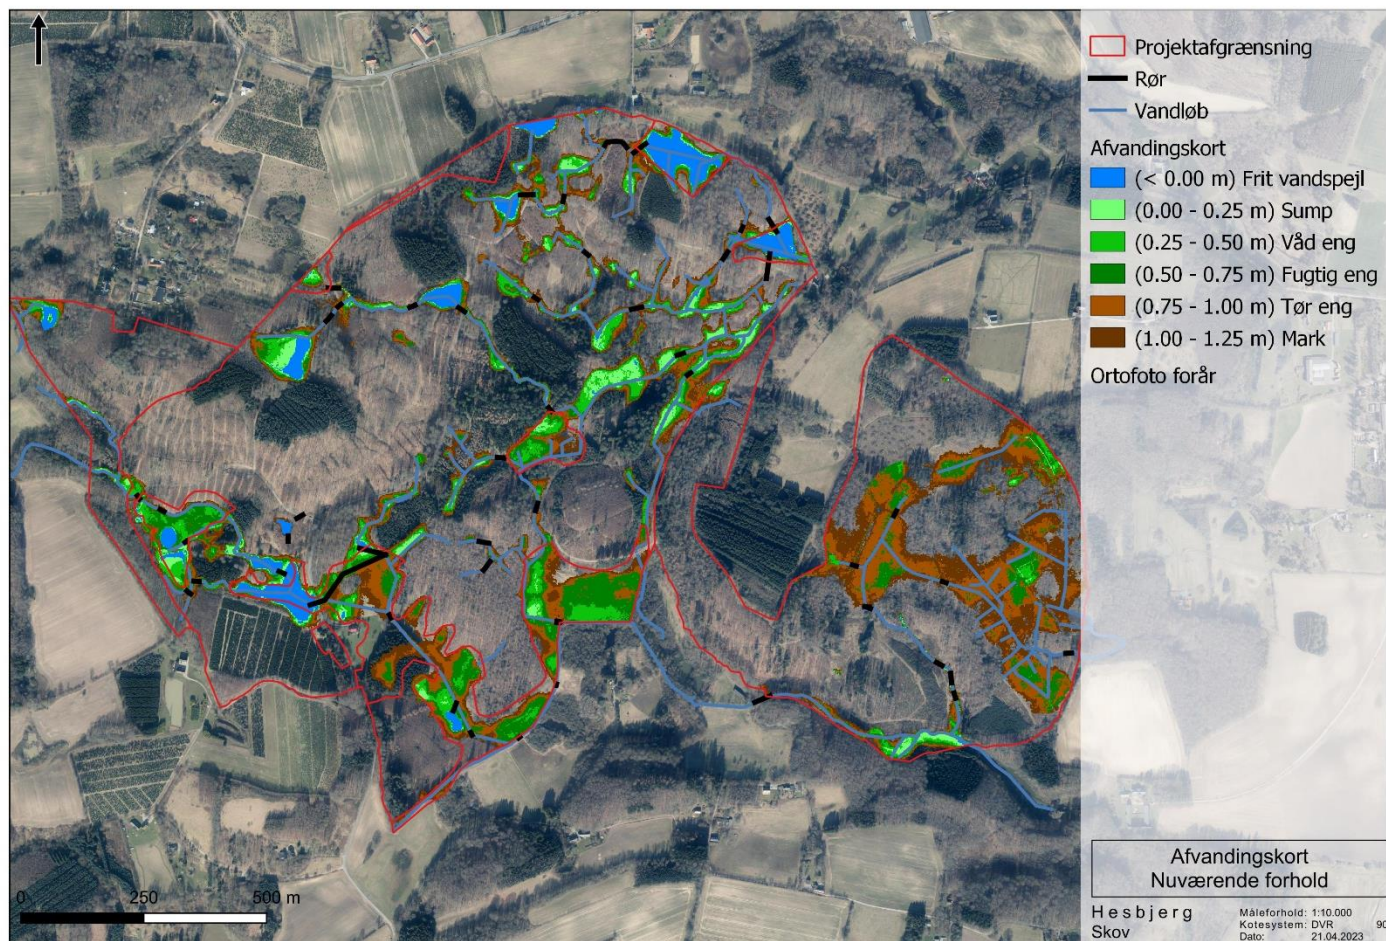 Projektafgrænsning
Rør
Vandløb
Afvandingskort
(< 0.00 m) Frit vandspejl
(0.00 - 0.25 m) Sump
(0.25 - 0.50 m) Våd eng
(0.50 - 0.75 m) Fugtig eng
(0.75 - 1.00 m) Tør eng
(1.00 - 1.25 m) Mark
Ortofoto forår
0 250 500 m
Afvandingskort
Nuværende forhold
Hesbjerg
Skov
Måleforhold: 1:10.000
Kotesystem: DVR 90
Dato: 21.04.2023